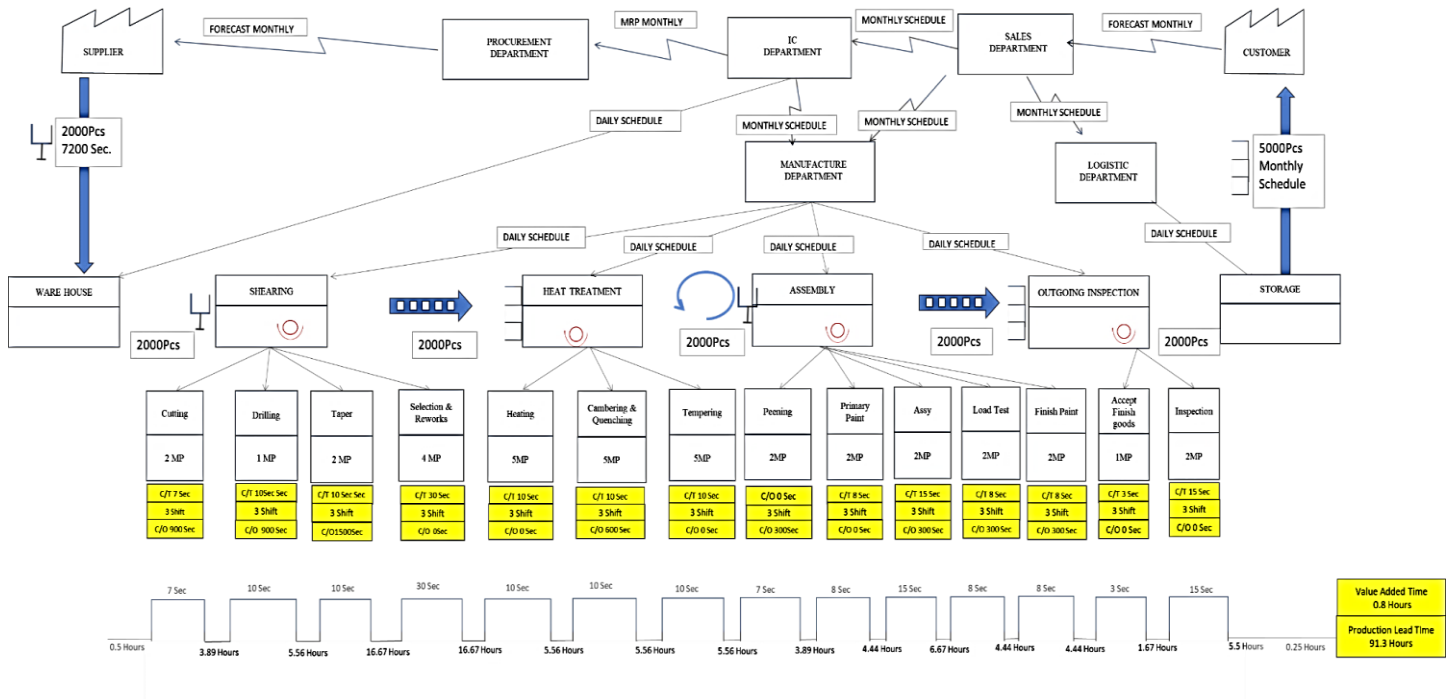 FORECAST MONTHLY
MRP MONTHLY
MONTHLY SCHEDULE
FORECAST MONTHLY
SUPPLIER
PROCUREMENT
DEPARTMENT
IC
DEPARTMENT
SALES
DEPARTMENT
CUSTOMER
2000Pcs
7200 Sec.
DAILY SCHEDULE
MONTHLY SCHEDULE
MONTHLY SCHEDULE
MONTHLY SCHEDULE
5000Pcs
Monthly
Schedule
MANUFACTURE
DEPARTMENT
LOGISTIC
DEPARTMENT
DAILY SCHEDULE
DAILY SCHEDULE
DAILY SCHEDULE
DAILY SCHEDULE
DAILY SCHEDULE
WARE HOUSE
SHEARING
HEAT TREATMENT
ASSEMBLY
OUTGOING INSPECTION
STORAGE
2000Pcs
2000Pcs
2000Pcs
2000Pcs
2000Pcs
Cutting
2 MP
C/T 7 Sec
3 Shift
C/O 900 Sec
Drilling
1 MP
C/T 10Sec Sec
3 Shift
C/O 900 Sec
Taper
2 MP
C/T 10 Sec Sec
3 Shift
C/O1500Sec
Selection &
Reworks
4 MP
C/T 30 Sec
3 Shift
C/O 0Sec
Heating
5MP
C/T 10 Sec
3 Shift
C/O 0 Sec
Cambering &
Quenching
5MP
C/T 10 Sec
3 Shift
C/O 600 Sec
Tempering
5MP
C/T 10 Sec
3 Shift
C/O 0 Sec
Peening
2MP
C/O 0 Sec
3 Shift
C/O 300Sec
Primary
Paint
2MP
C/T 8 Sec
3 Shift
C/O 0 Sec
Assy
2MP
C/T 15 Sec
3 Shift
C/O 300 Sec
Load Test
2MP
C/T 8 Sec
3 Shift
C/O 300 Sec
Finish Paint
2MP
C/T 8 Sec
3 Shift
C/O 300 Sec
Accept
Finish
goods
1MP
C/T 3 Sec
3 Shift
C/O 0 Sec
Inspection
2MP
C/T 15 Sec
3 Shift
C/O 0 Sec
7 Sec
10 Sec
10 Sec
30 Sec
10 Sec
10 Sec
10 Sec
7 Sec
8 Sec
15 Sec
8 Sec
8 Sec
3 Sec
15 Sec
0.5 Hours
3.89 Hours
5.56 Hours
16.67 Hours
16.67 Hours
5.56 Hours
5.56 Hours
5.56 Hours
3.89 Hours
4.44 Hours
6.67 Hours
4.44 Hours
4.44 Hours
1.67 Hours
5.5 Hours
0.25 Hours
Value Added Time
0.8 Hours
Production Lead Time
91.3 Hours